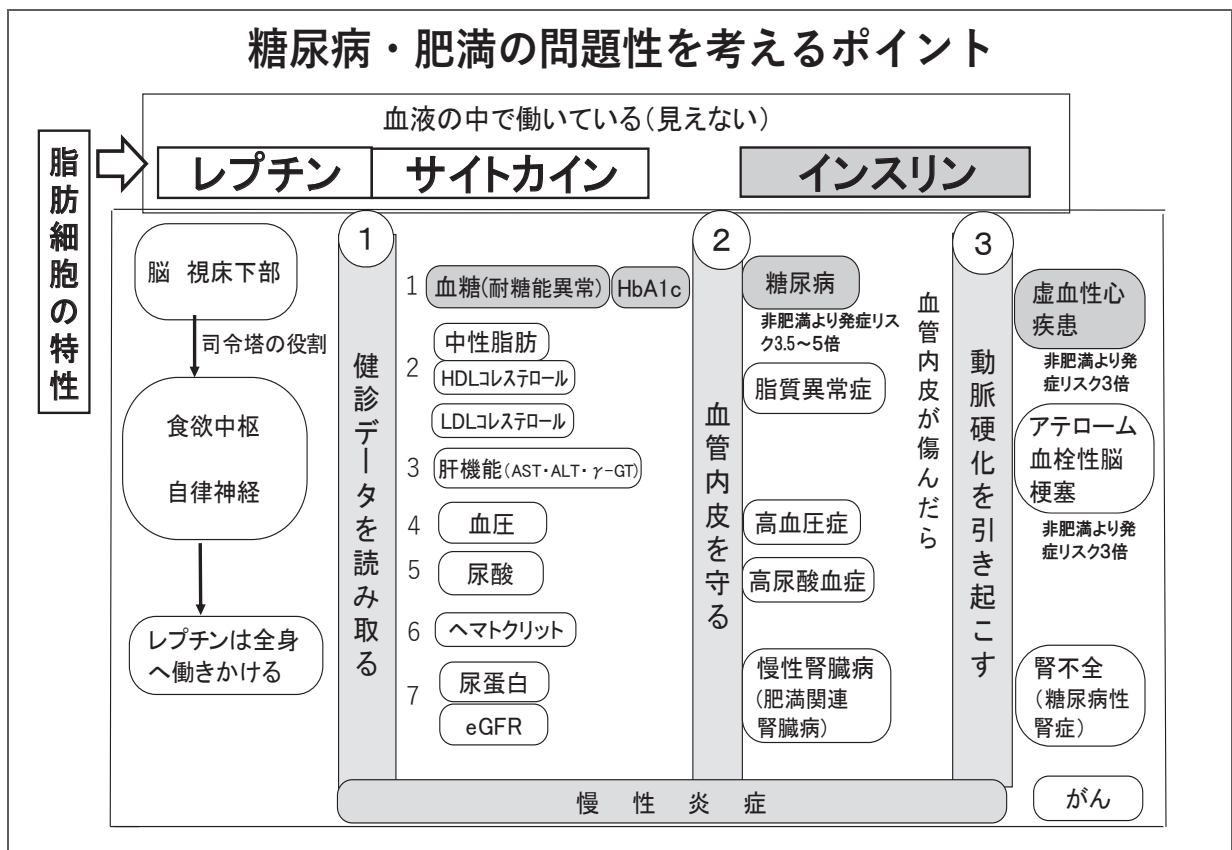 糖尿病・肥満の問題性を考えるポイント
血液の中で働いている(見えない)
脂肪細胞の特性
レプチン
サイトカイン
インスリン
脳 視床下部
司令塔の役割
食欲中枢
自律神経
レプチンは全身
へ働きかける
1
健診データを読み取る
1 血糖(耐糖能異常) HbA1c
2 中性脂肪
HDLコレステロール
LDLコレステロール
3 肝機能(AST・ALT・γ-GT)
4 血圧
5 尿酸
6 ヘマトクリット
7 尿蛋白
eGFR
2
血管内皮を守る
糖尿病
非肥満より発症リス
ク3.5~5倍
脂質異常症
高血圧症
高尿酸血症
慢性腎臓病
(肥満関連
腎臓病)
血管内皮が傷んだら
3
動脈硬化を引き起こす
虚血性心
疾患
非肥満より発
症リスク3倍
アテローム
血栓性脳
梗塞
非肥満より発
症リスク3倍
腎不全
(糖尿病性
腎症)
がん
慢性炎症